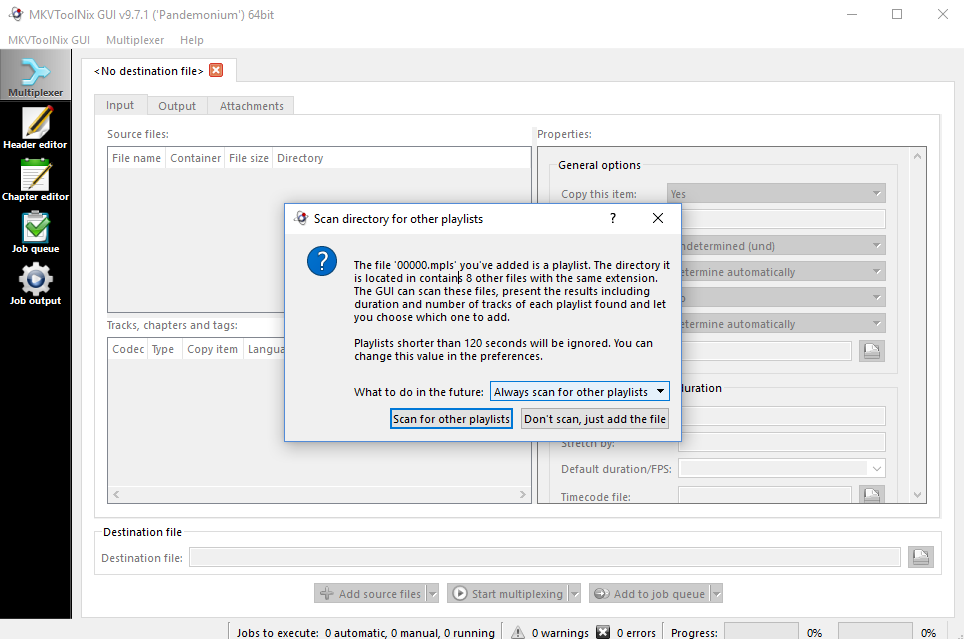 MKVToolNix GUI v9.7.1 ('Pandemonium') 64bit
MKVToolNix GUI Multiplexer Help
Multiplexer
Header editor
Chapter editor
Job queue
Job output
<No destination file>
Input Output Attachments
Source files:
File name Container File size Directory
Tracks, chapters and tags:
Codec Type Copy item
Properties:
General options
Copy this item: Yes
ndetermined (und)
etermine automatically
etermine automatically
Stretch by:
Default duration/FPS:
Timecode file:
Scan directory for other playlists
?
The file '00000.mpls' you've added is a playlist. The directory it
is located in contains 8 other files with the same extension.
The GUI can scan these files, present the results including
duration and number of tracks of each playlist found and let
you choose which one to add.
Playlists shorter than 120 seconds will be ignored. You can
change this value in the preferences.
What to do in the future: Always scan for other playlists
Scan for other playlists Don't scan, just add the file
Destination file
Destination file:
Add source files Start multiplexing Add to job queue
Jobs to execute: 0 automatic, 0 manual, 0 running 0 warnings 0 errors Progress: 0% 0%